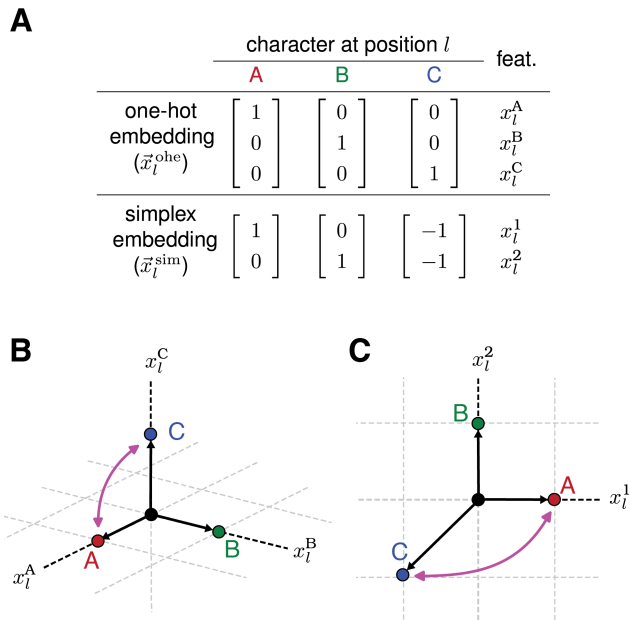 A
character at position l
feat.
A B C
one-hot embedding (x⃗_l^ohe) [1 0 0] [0 1 0] [0 0 1] x_l^A x_l^B x_l^C
simplex embedding (x⃗_l^sim) [1 0] [0 1] [−1 −1] x_l^1 x_l^2
B
x_l^C
C
A
B
x_l^A
x_l^B
C
x_l^2
B
A
x_l^1
C